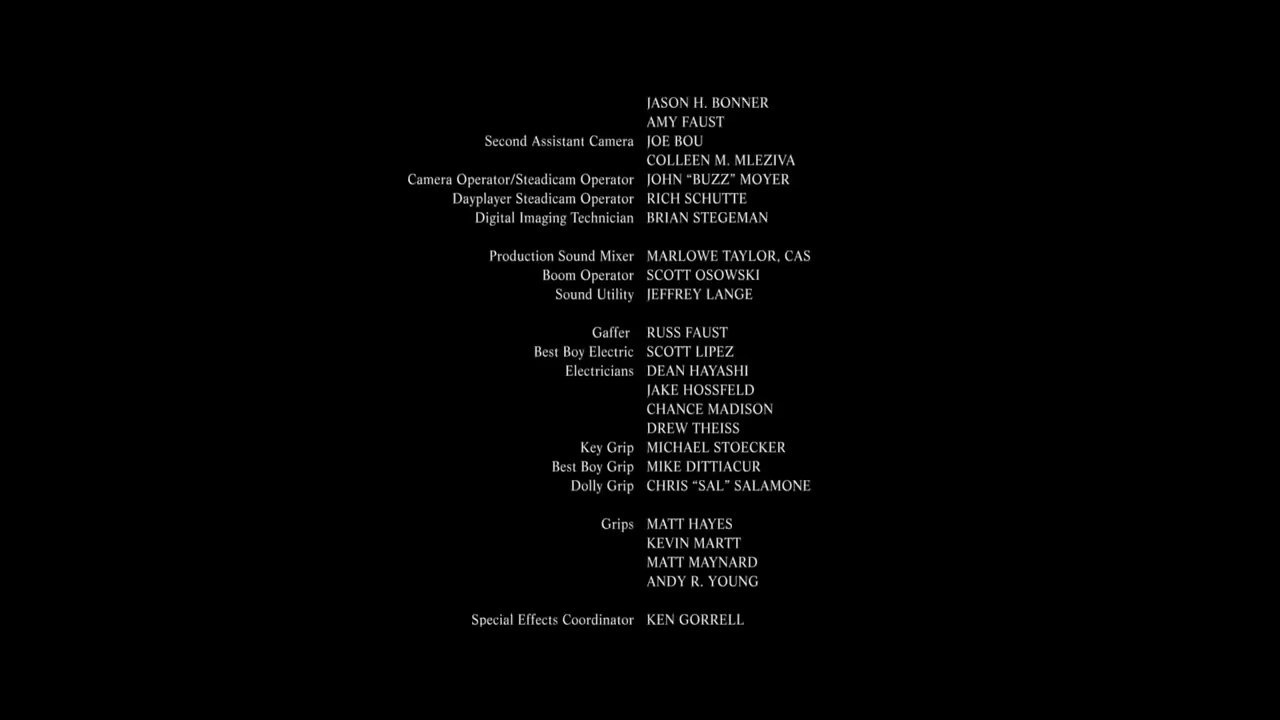 JASON H. BONNER
AMY FAUST
Second Assistant Camera JOE BOU
COLLEEN M. MLEZIVA
Camera Operator/Steadicam Operator JOHN “BUZZ” MOYER
Dayplayer Steadicam Operator RICH SCHUTTE
Digital Imaging Technician BRIAN STEGEMAN
Production Sound Mixer MARLOWE TAYLOR, CAS
Boom Operator SCOTT OSOWSKI
Sound Utility JEFFREY LANGE
Gaffer RUSS FAUST
Best Boy Electric SCOTT LIPEZ
Electricians DEAN HAYASHI
JAKE HOSSFELD
CHANCE MADISON
DREW THEISS
Key Grip MICHAEL STOECKER
Best Boy Grip MIKE DITTIACUR
Dolly Grip CHRIS “SAL” SALAMONE
Grips MATT HAYES
KEVIN MARTT
MATT MAYNARD
ANDY R. YOUNG
Special Effects Coordinator KEN GORRELL